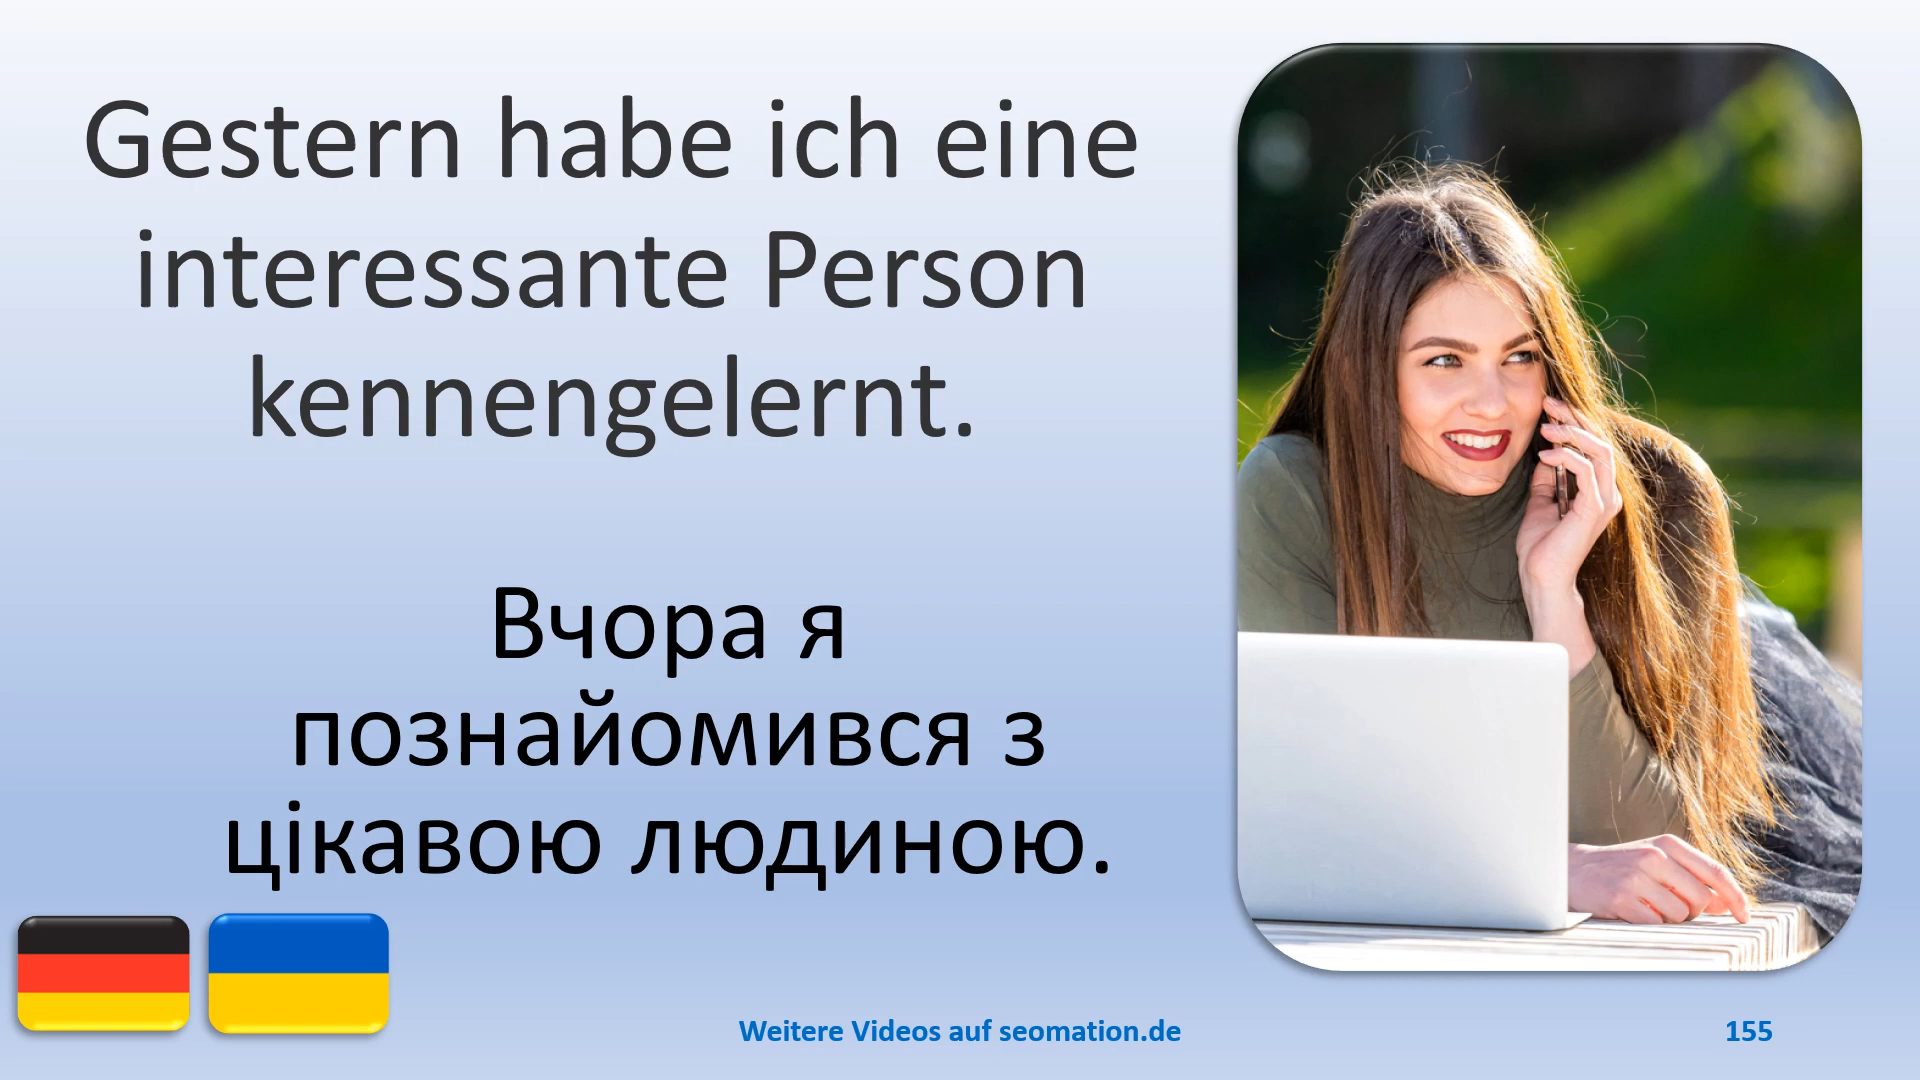 Gestern habe ich eine
interessante Person
kennengelernt.
Вчора я
познайомився з
цікавою людиною.
Weitere Videos auf seomation.de
155